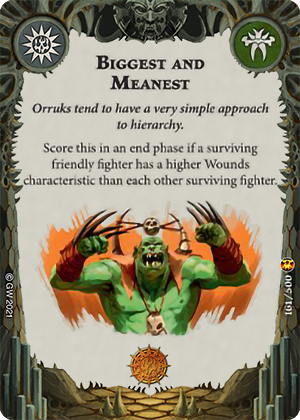 BIGGEST AND
MEANEST
Orruks tend to have a very simple approach
to hierarchy.
Score this in an end phase if a surviving
friendly fighter has a higher Wounds
characteristic than each other surviving fighter.
© GW 2021
161/500